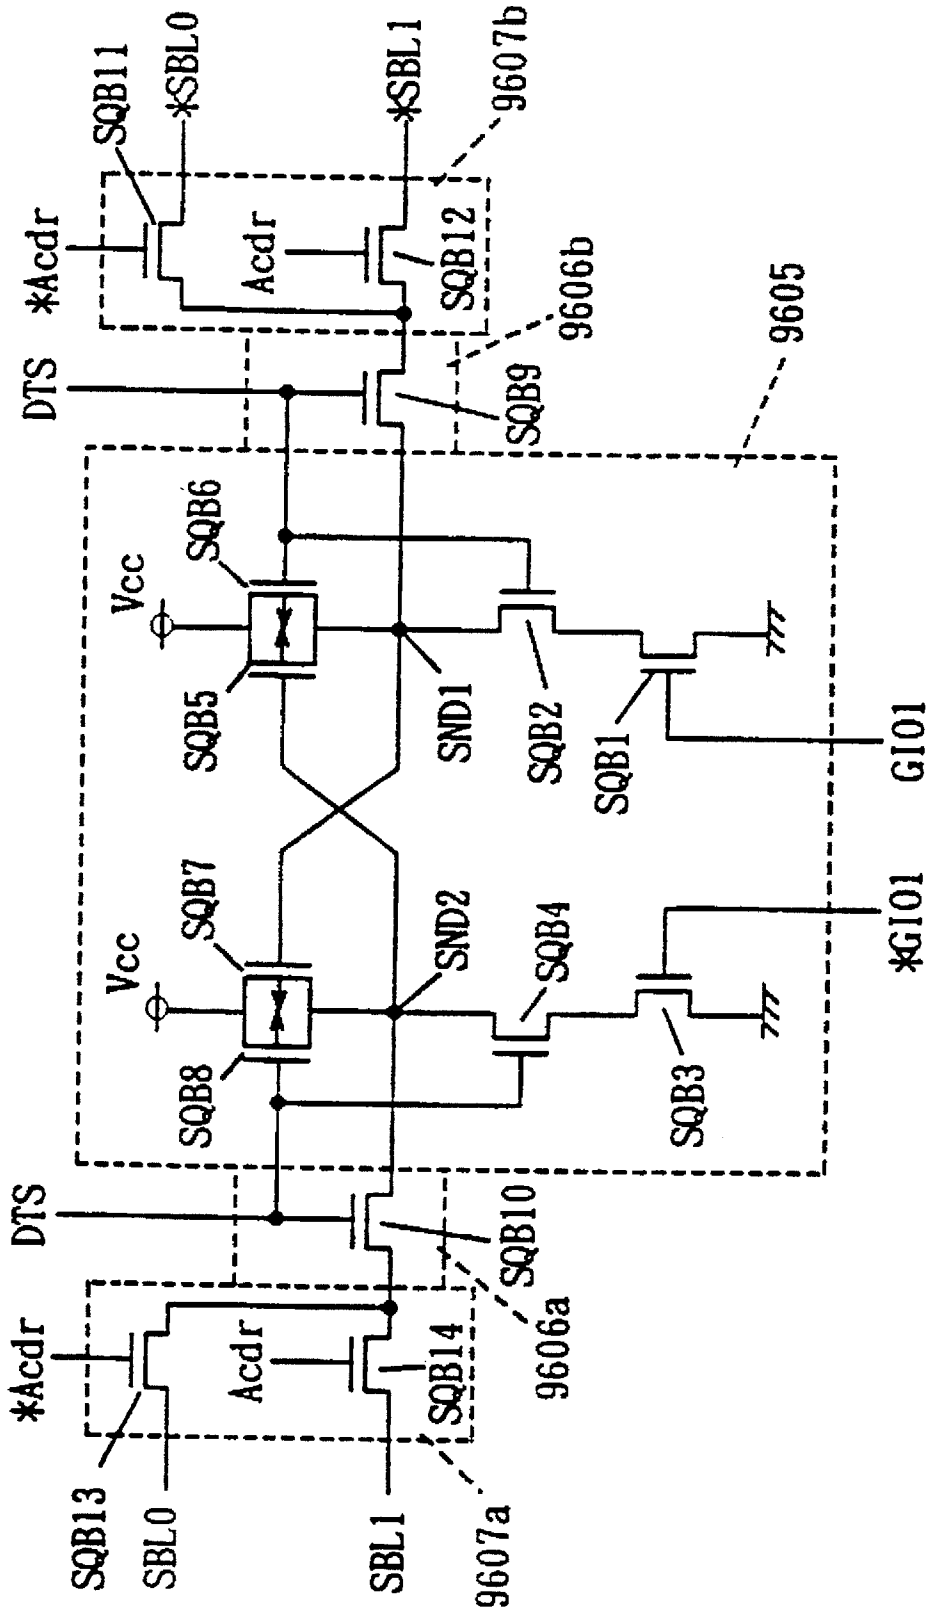 *Acdr
DTS
DTS
*Acdr
SQB13
SBL0
Acdr
SBL1
SQB14
9607a
9606a
SQB10
SQB8
Vcc
SQB7
SND2
SQB4
SQB3
*GIO1
SQB5
Vcc
SQB6
SND1
SQB2
SQB1
GIO1
9605
SQB9
9606b
Acdr
SQB12
SQB11
*SBL0
*SBL1
9607b